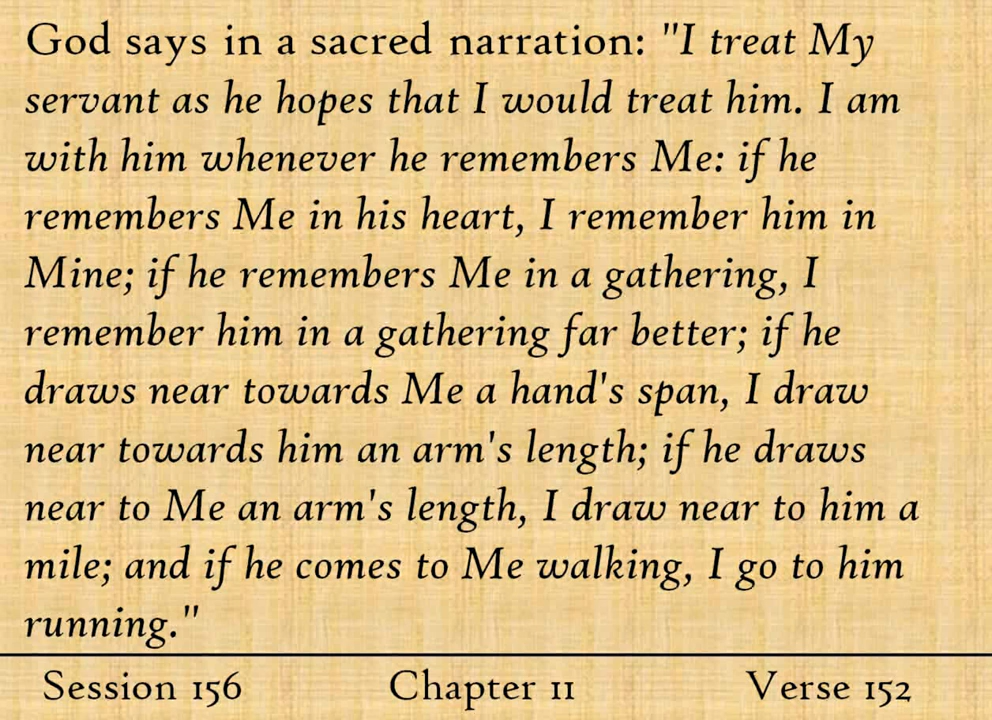 God says in a sacred narration: "I treat My
servant as he hopes that I would treat him. I am
with him whenever he remembers Me: if he
remembers Me in his heart, I remember him in
Mine; if he remembers Me in a gathering, I
remember him in a gathering far better; if he
draws near towards Me a hand's span, I draw
near towards him an arm's length; if he draws
near to Me an arm's length, I draw near to him a
mile; and if he comes to Me walking, I go to him
running."
Session 156 Chapter 11 Verse 152